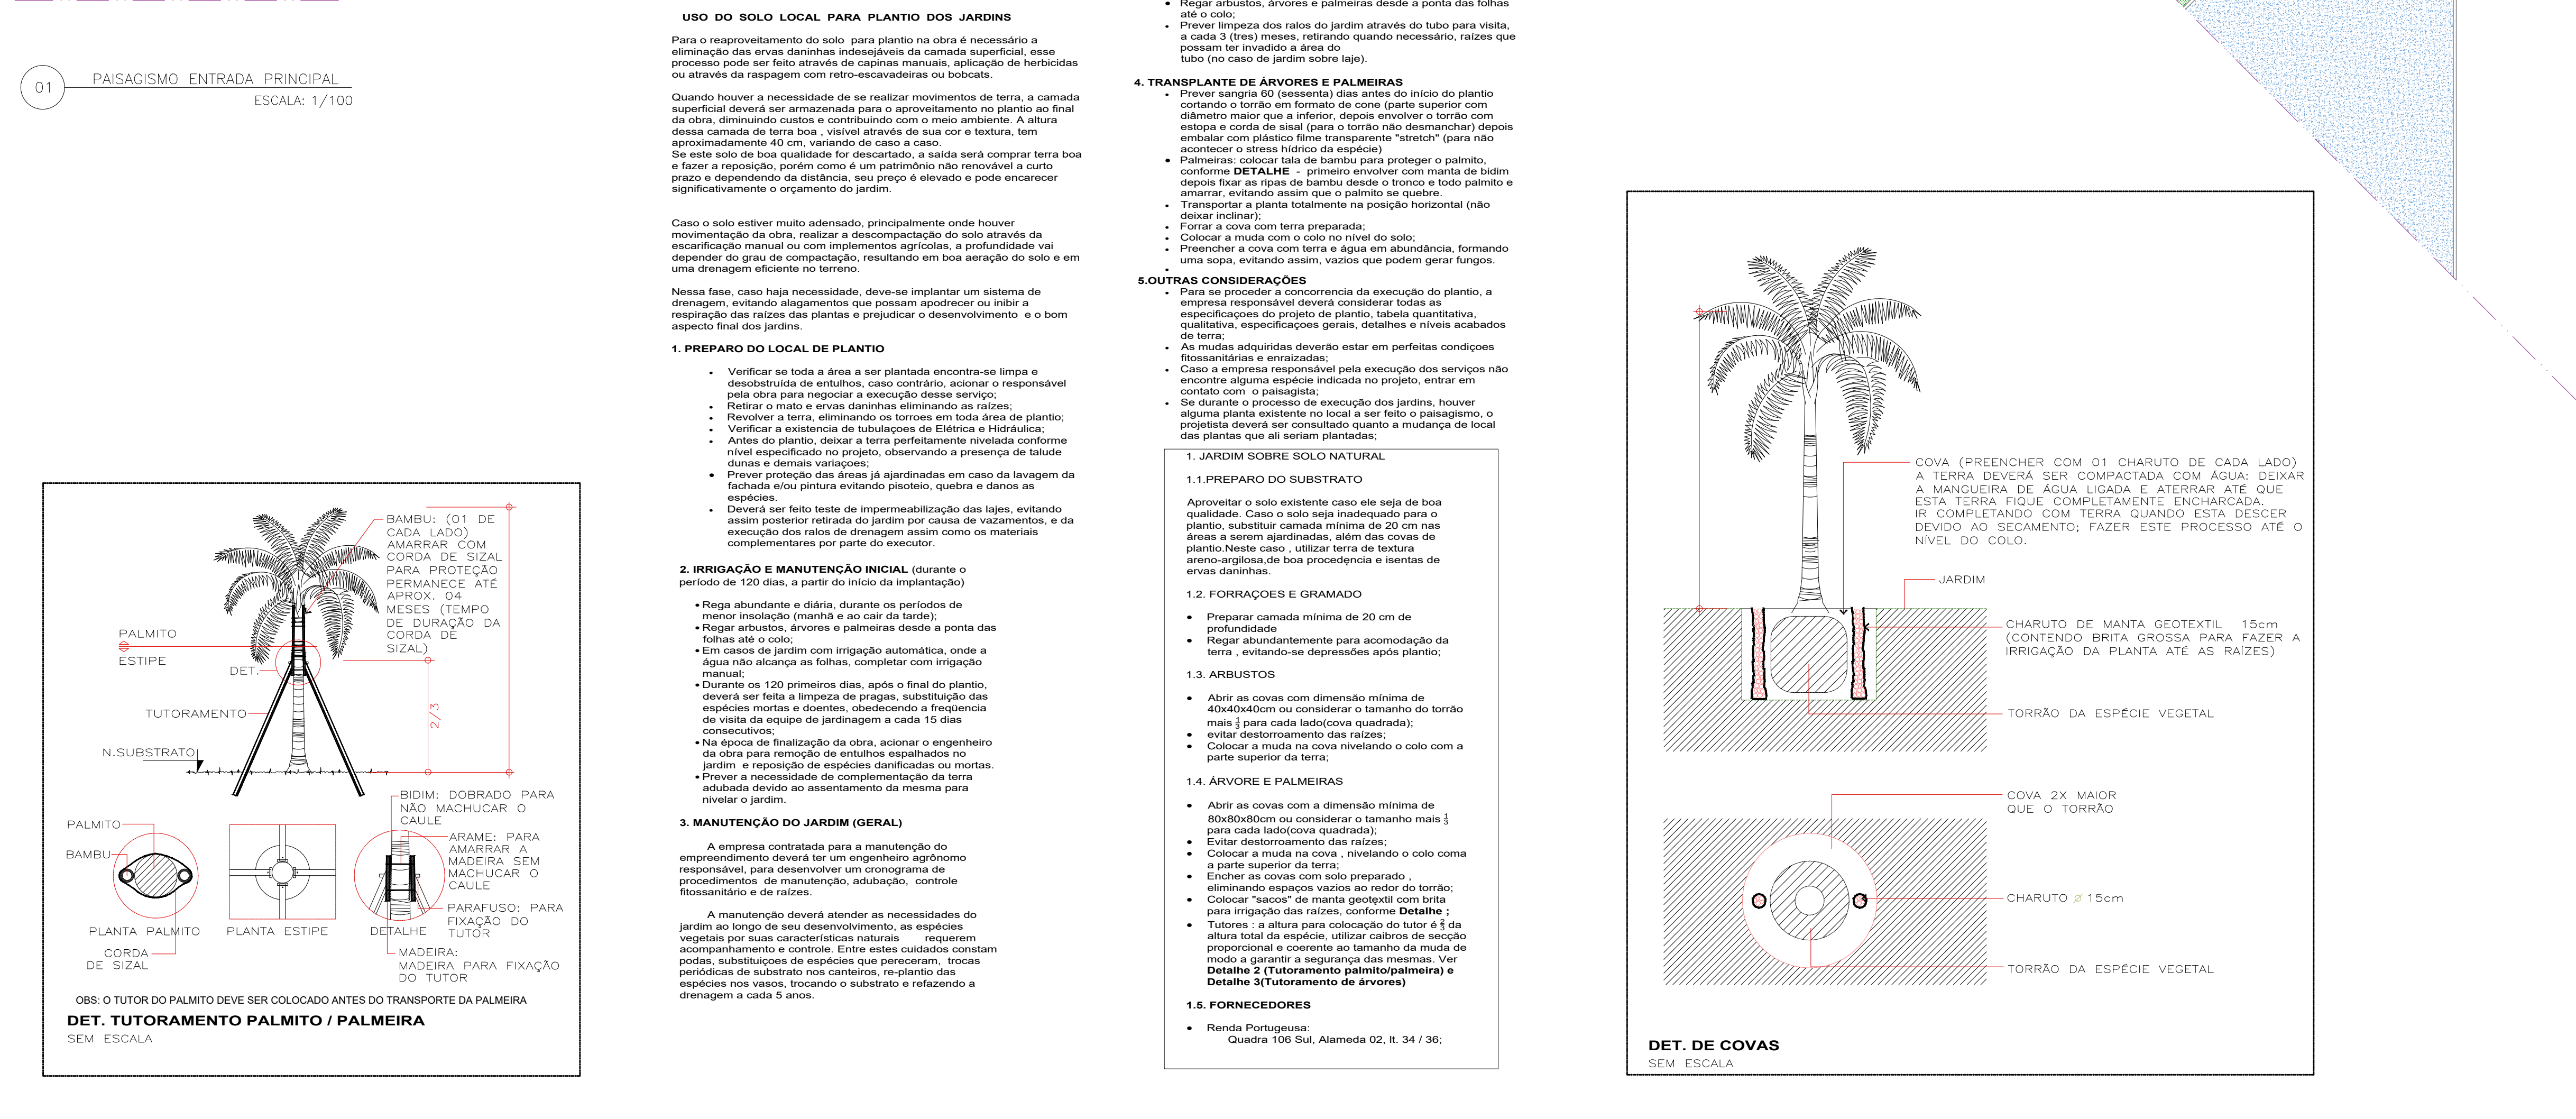 01
PAISAGISMO ENTRADA PRINCIPAL
ESCALA: 1/100
BAMBU: (01 DE
CADA LADO)
AMARRAR COM
CORDA DE SIZAL
PARA PROTEÇÃO
PERMANECE ATÉ
APROX. 04
MESES (TEMPO
DE DURAÇÃO DA
CORDA DE
SIZAL)
PALMITO
ESTIPE
DET.
TUTORAMENTO
2/3
N.SUBSTRATO
BIDIM: DOBRADO PARA
NÃO MACHUCAR O
CAULE
PALMITO
BAMBU
ARAME: PARA
AMARRAR A
MADEIRA SEM
MACHUCAR O
CAULE
PARAFUSO: PARA
FIXAÇÃO DO
TUTOR
PLANTA PALMITO
PLANTA ESTIPE
DETALHE
CORDA
DE SIZAL
MADEIRA:
MADEIRA PARA FIXAÇÃO
DO TUTOR
OBS: O TUTOR DO PALMITO DEVE SER COLOCADO ANTES DO TRANSPORTE DA PALMEIRA
DET. TUTORAMENTO PALMITO / PALMEIRA
SEM ESCALA
USO DO SOLO LOCAL PARA PLANTIO DOS JARDINS
Para o reaproveitamento do solo para plantio na obra é necessário a
eliminação das ervas daninhas indesejáveis da camada superficial, esse
processo pode ser feito através de capinas manuais, aplicação de herbicidas
ou através da raspagem com retro-escavadeiras ou bobcats.
Quando houver a necessidade de se realizar movimentos de terra, a camada
superficial deverá ser armazenada para o aproveitamento no plantio ao final
da obra, diminuindo custos e contribuindo com o meio ambiente. A altura
dessa camada de terra boa , visível através de sua cor e textura, tem
aproximadamente 40 cm, variando de caso a caso.
Se este solo de boa qualidade for descartado, a saída será comprar terra boa
e fazer a reposição, porém como é um patrimônio não renovável a curto
prazo e dependendo da distância, seu preço é elevado e pode encarecer
significativamente o orçamento do jardim.
Caso o solo estiver muito adensado, principalmente onde houver
movimentação da obra, realizar a descompactação do solo através da
escarificação manual ou com implementos agrícolas, a profundidade vai
depender do grau de compactação, resultando em boa aeração do solo e em
uma drenagem eficiente no terreno.
Nessa fase, caso haja necessidade, deve-se implantar um sistema de
drenagem, evitando alagamentos que possam apodrecer ou inibir a
respiração das raízes das plantas e prejudicar o desenvolvimento e o bom
aspecto final dos jardins.
1. PREPARO DO LOCAL DE PLANTIO
• Verificar se toda a área a ser plantada encontra-se limpa e
desobstruída de entulhos, caso contrário, acionar o responsável
pela obra para negociar a execução desse serviço;
• Retirar o mato e ervas daninhas eliminando as raízes;
• Revolver a terra, eliminando os torroes em toda área de plantio;
• Verificar a existencia de tubulaçoes de Elétrica e Hidráulica;
• Antes do plantio, deixar a terra perfeitamente nivelada conforme
nível especificado no projeto, observando a presença de talude
dunas e demais variaçoes;
• Prever proteção das áreas já ajardinadas em caso da lavagem da
fachada e/ou pintura evitando pisoteio, quebra e danos as
espécies.
• Deverá ser feito teste de impermeabilização das lajes, evitando
assim posterior retirada do jardim por causa de vazamentos, e da
execução dos ralos de drenagem assim como os materiais
complementares por parte do executor.
2. IRRIGAÇÃO E MANUTENÇÃO INICIAL (durante o
período de 120 dias, a partir do início da implantação)
• Rega abundante e diária, durante os períodos de
menor insolação (manhã e ao cair da tarde);
• Regar arbustos, árvores e palmeiras desde a ponta das
folhas até o colo;
• Em casos de jardim com irrigação automática, onde a
água não alcança as folhas, completar com irrigação
manual;
• Durante os 120 primeiros dias, após o final do plantio,
deverá ser feita a limpeza de pragas, substituição das
espécies mortas e doentes, obedecendo a freqüencia
de visita da equipe de jardinagem a cada 15 dias
consecutivos;
• Na época de finalização da obra, acionar o engenheiro
da obra para remoção de entulhos espalhados no
jardim e reposição de espécies danificadas ou mortas.
• Prever a necessidade de complementação da terra
adubada devido ao assentamento da mesma para
nivelar o jardim.
3. MANUTENÇÃO DO JARDIM (GERAL)
A empresa contratada para a manutenção do
empreendimento deverá ter um engenheiro agrônomo
responsável, para desenvolver um cronograma de
procedimentos de manutenção, adubação, controle
fitossanitário e de raízes.
A manutenção deverá atender as necessidades do
jardim ao longo de seu desenvolvimento, as espécies
vegetais por suas características naturais requerem
acompanhamento e controle. Entre estes cuidados constam
podas, substituiçoes de espécies que pereceram, trocas
periódicas de substrato nos canteiros, re-plantio das
espécies nos vasos, trocando o substrato e refazendo a
drenagem a cada 5 anos.
• Regar arbustos, árvores e palmeiras desde a ponta das folhas
até o colo;
• Prever limpeza dos ralos do jardim através do tubo para visita,
a cada 3 (tres) meses, retirando quando necessário, raízes que
possam ter invadido a área do
tubo (no caso de jardim sobre laje).
4. TRANSPLANTE DE ÁRVORES E PALMEIRAS
• Prever sangria 60 (sessenta) dias antes do início do plantio
cortando o torrão em formato de cone (parte superior com
diâmetro maior que a inferior, depois envolver o torrão com
estopa e corda de sisal (para o torrão não desmanchar) depois
embalar com plástico filme transparente "stretch" (para não
acontecer o stress hídrico da espécie)
• Palmeiras: colocar tala de bambu para proteger o palmito,
conforme DETALHE - primeiro envolver com manta de bidim
depois fixar as ripas de bambu desde o tronco e todo palmito e
amarrar, evitando assim que o palmito se quebre.
• Transportar a planta totalmente na posição horizontal (não
deixar inclinar);
• Forrar a cova com terra preparada;
• Colocar a muda com o colo no nível do solo;
• Preencher a cova com terra e água em abundância, formando
uma sopa, evitando assim, vazios que podem gerar fungos.
•
5.OUTRAS CONSIDERAÇÕES
• Para se proceder a concorrencia da execução do plantio, a
empresa responsável deverá considerar todas as
especificaçoes do projeto de plantio, tabela quantitativa,
qualitativa, especificaçoes gerais, detalhes e níveis acabados
de terra;
• As mudas adquiridas deverão estar em perfeitas condiçoes
fitossanitárias e enraizadas;
• Caso a empresa responsável pela execução dos serviços não
encontre alguma espécie indicada no projeto, entrar em
contato com o paisagista;
• Se durante o processo de execução dos jardins, houver
alguma planta existente no local a ser feito o paisagismo, o
projetista deverá ser consultado quanto a mudança de local
das plantas que ali seriam plantadas;
1. JARDIM SOBRE SOLO NATURAL
1.1.PREPARO DO SUBSTRATO
Aproveitar o solo existente caso ele seja de boa
qualidade. Caso o solo seja inadequado para o
plantio, substituir camada mínima de 20 cm nas
áreas a serem ajardinadas, além das covas de
plantio.Neste caso , utilizar terra de textura
areno-argilosa,de boa procedęncia e isentas de
ervas daninhas.
1.2. FORRAÇOES E GRAMADO
• Preparar camada mínima de 20 cm de
profundidade
• Regar abundantemente para acomodação da
terra , evitando-se depressões após plantio;
1.3. ARBUSTOS
• Abrir as covas com dimensão mínima de
40x40x40cm ou considerar o tamanho do torrão
mais 1/3 para cada lado(cova quadrada);
• evitar destorroamento das raízes;
• Colocar a muda na cova nivelando o colo com a
parte superior da terra;
1.4. ÁRVORE E PALMEIRAS
• Abrir as covas com a dimensão mínima de
80x80x80cm ou considerar o tamanho mais 1/3
para cada lado(cova quadrada);
• Evitar destorroamento das raízes;
• Colocar a muda na cova , nivelando o colo coma
a parte superior da terra;
• Encher as covas com solo preparado ,
eliminando espaços vazios ao redor do torrão;
• Colocar "sacos" de manta geotęxtil com brita
para irrigação das raízes, conforme Detalhe ;
• Tutores : a altura para colocação do tutor é 2/3 da
altura total da espécie, utilizar caibros de secção
proporcional e coerente ao tamanho da muda de
modo a garantir a segurança das mesmas. Ver
Detalhe 2 (Tutoramento palmito/palmeira) e
Detalhe 3(Tutoramento de árvores)
1.5. FORNECEDORES
• Renda Portugeusa:
Quadra 106 Sul, Alameda 02, lt. 34 / 36;
COVA (PREENCHER COM 01 CHARUTO DE CADA LADO)
A TERRA DEVERÁ SER COMPACTADA COM ÁGUA: DEIXAR
A MANGUEIRA DE ÁGUA LIGADA E ATERRAR ATÉ QUE
ESTA TERRA FIQUE COMPLETAMENTE ENCHARCADA.
IR COMPLETANDO COM TERRA QUANDO ESTA DESCER
DEVIDO AO SECAMENTO; FAZER ESTE PROCESSO ATÉ O
NÍVEL DO COLO.
JARDIM
CHARUTO DE MANTA GEOTEXTIL 15cm
(CONTENDO BRITA GROSSA PARA FAZER A
IRRIGAÇÃO DA PLANTA ATÉ AS RAÍZES)
TORRÃO DA ESPÉCIE VEGETAL
COVA 2X MAIOR
QUE O TORRÃO
CHARUTO ∅ 15cm
TORRÃO DA ESPÉCIE VEGETAL
DET. DE COVAS
SEM ESCALA